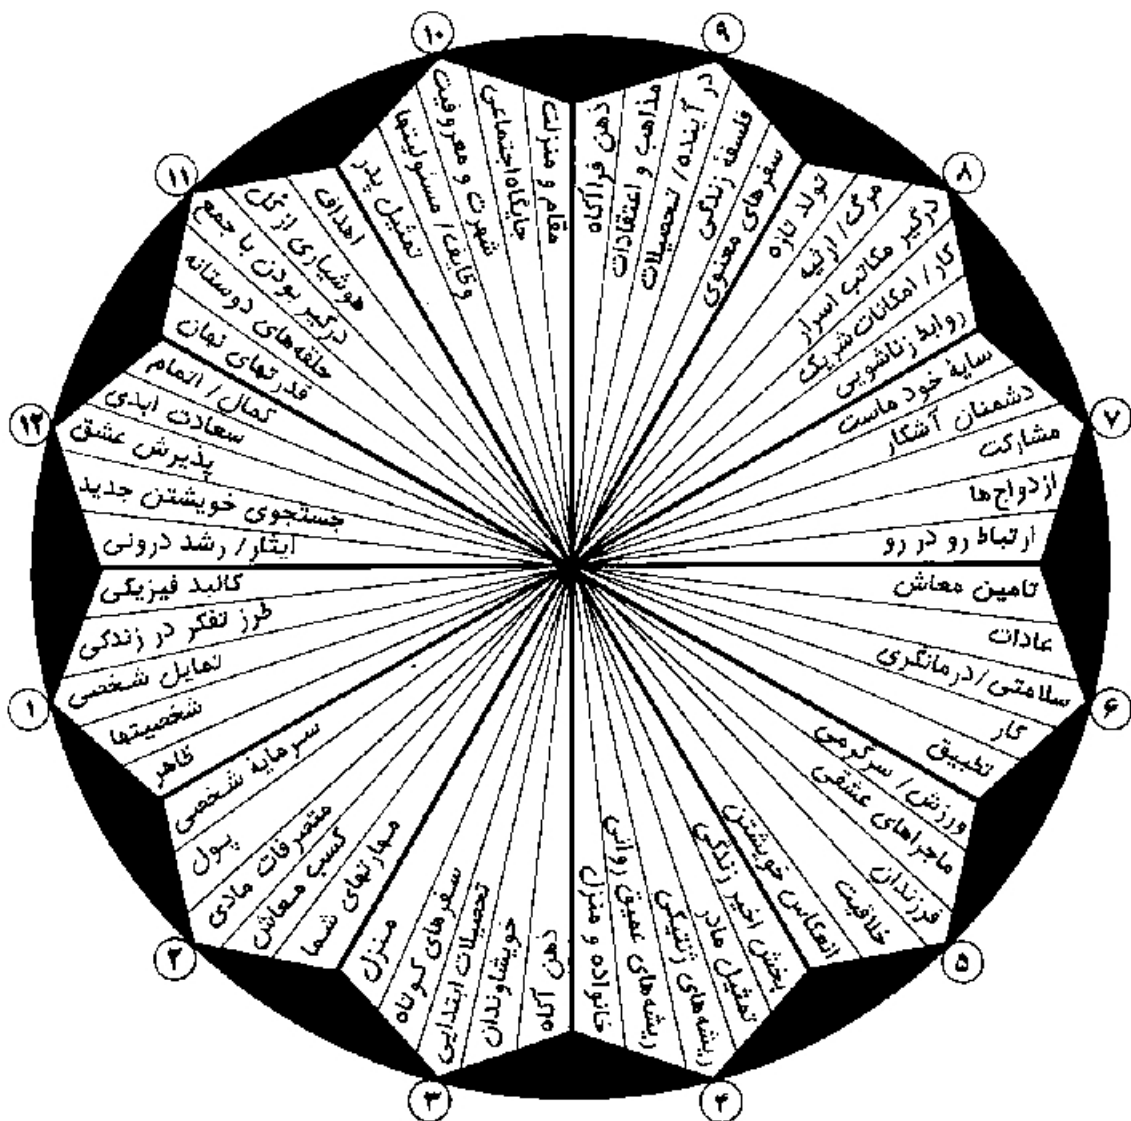 ۱
کالبد فیزیکی
طرز تفکر در زندگی
تمایل شخصی
شخصیتها
ظاهر
۲
سرمایه شخصی
پول
متصرفات مادی
کسب معاش
مهارتهای شما
۳
منزل
سفرهای کوتاه
تحصیلات ابتدایی
خویشاوندان
ذهن آگاه
۴
خانواده و منزل
ریشه‌های عمیق روانی
ریشه‌های ژنتیکی
تمثیل مادر
بخش اخیر زندگی
۵
انعکاس خویشتن
خلاقیت
فرزندان
ماجراهای عشقی
ورزش / سرگرمی
۶
تطبیق
کار
سلامتی / درمانگری
عادات
تامین معاش
۷
ارتباط رو در رو
ازدواج‌ها
مشارکت
دشمنان آشکار
سایهٔ خود ماست
۸
روابط زناشویی
کار / امکانات شریک
درگیر مکاتب اسرار
مرگ / ارثیه
تولد تازه
۹
سفرهای معنوی
فلسفهٔ زندگی
در آینده / تحصیلات
مذاهب و اعتقادات
ذهن فراآگاه
۱۰
مقام و منزلت
جایگاه اجتماعی
شهرت و معروفیت
وظایف / مسئولیتها
تمثیل پدر
۱۱
اهداف
هوشیاری از کل
درگیر بودن با جمع
حلقه‌های دوستانه
قدرتهای نهان
۱۲
کمال / اتمام
سعادت ابدی
پذیرش عشق
جستجوی خویشتن جدید
ایثار / رشد درونی